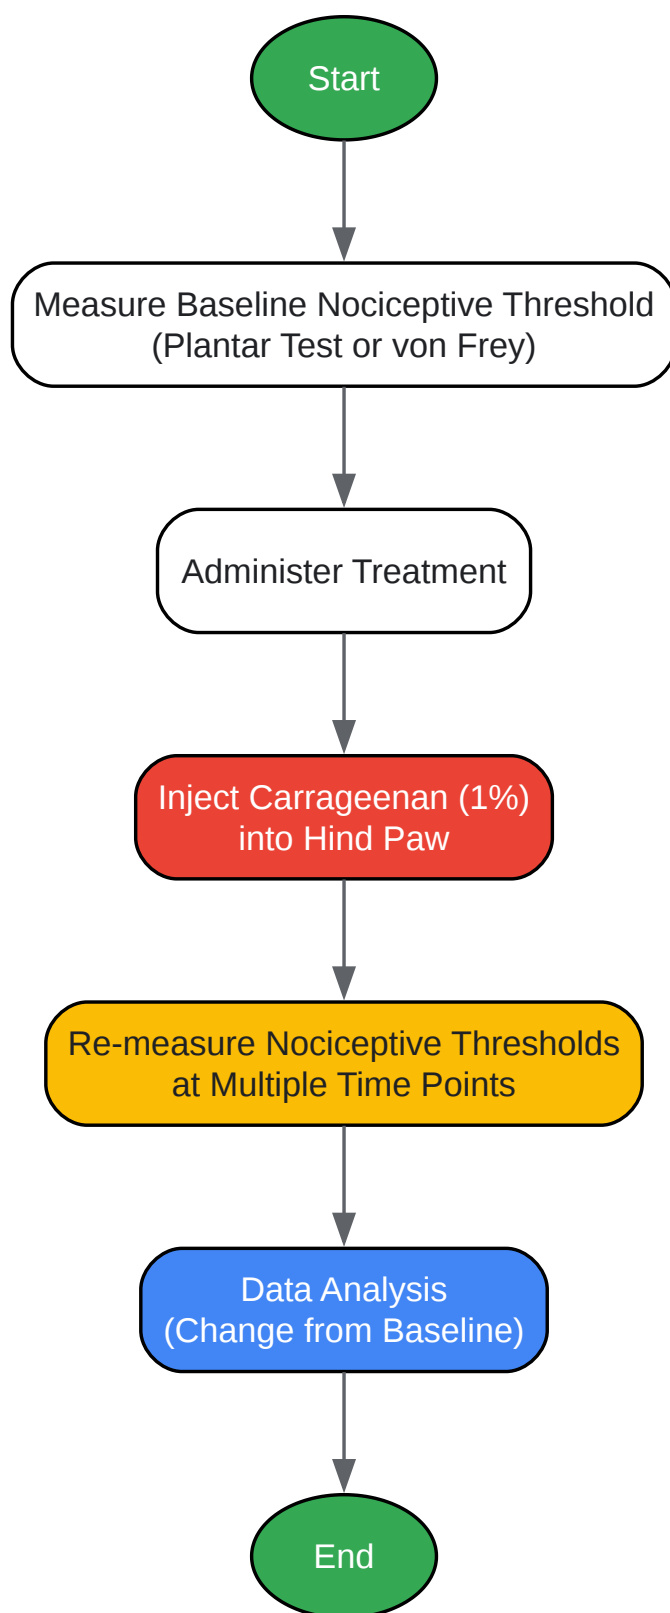 Start
Measure Baseline Nociceptive Threshold
(Plantar Test or von Frey)
Administer Treatment
Inject Carrageenan (1%)
into Hind Paw
Re-measure Nociceptive Thresholds
at Multiple Time Points
Data Analysis
(Change from Baseline)
End